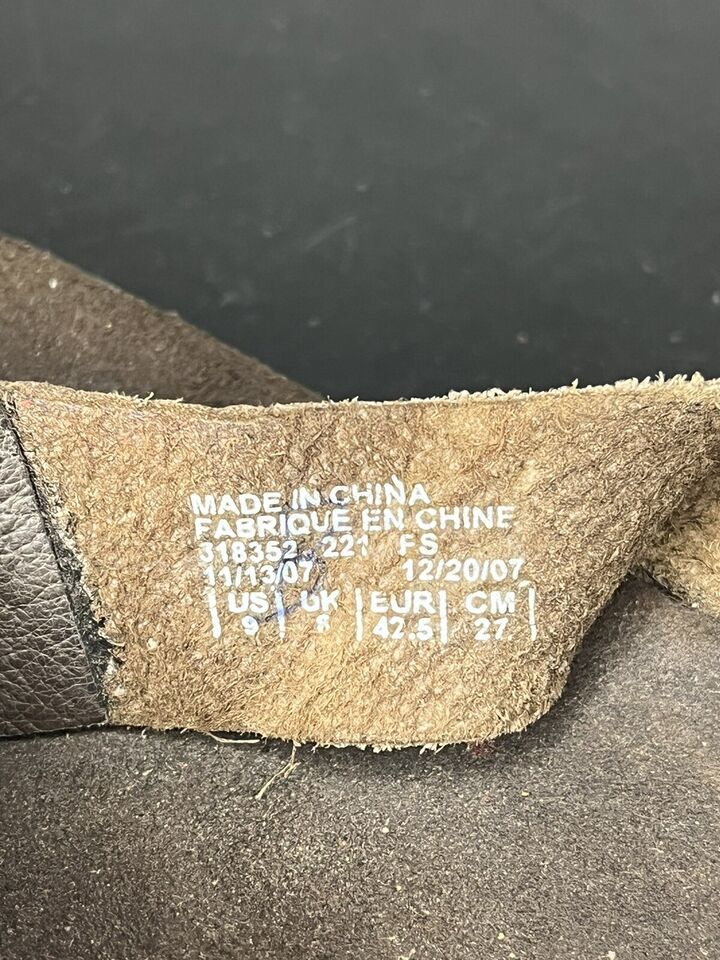 MADE IN CHINA
FABRIQUE EN CHINE
318352 221 FS
11/13/07 12/20/07
US UK EUR CM
9 8 42.5 27